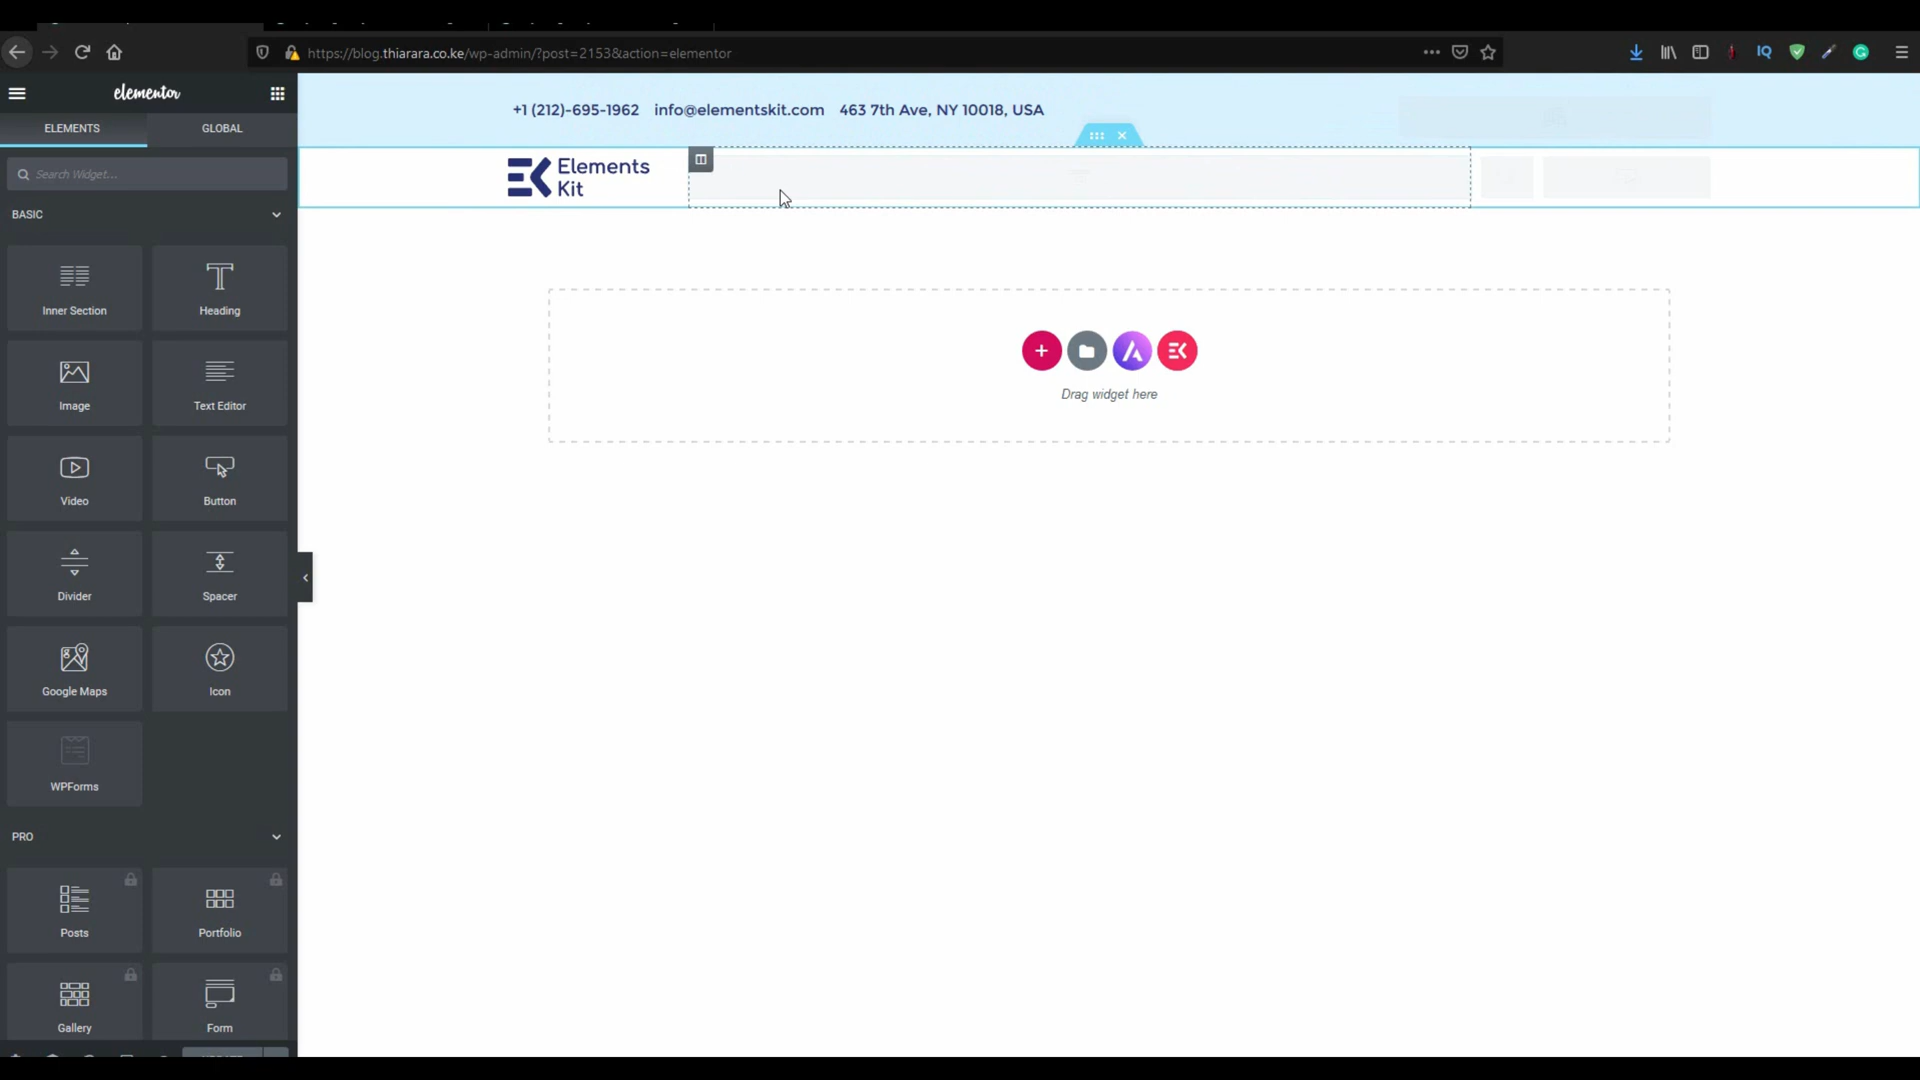 https://blog.thiarara.co.ke/wp-admin/?post=2153&action=elementor
IQ
elementor
ELEMENTS
GLOBAL
Search Widget...
BASIC
Inner Section
Heading
Image
Text Editor
Video
Button
Divider
Spacer
Google Maps
Icon
WPForms
PRO
Posts
Portfolio
Gallery
Form
+1 (212)-695-1962 info@elementskit.com 463 7th Ave, NY 10018, USA
Elements
Kit
Drag widget here